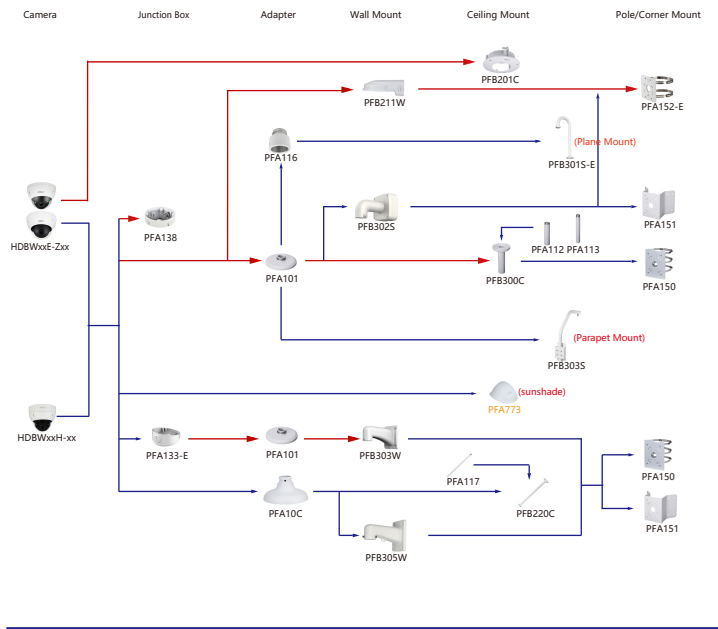 Camera
Junction Box
Adapter
Wall Mount
Ceiling Mount
Pole/Corner Mount
PFB201C
PFB211W
PFA152-E
PFA116
(Plane Mount)
PFB301S-E
HDBWxxE-Zxx
PFA138
PFB302S
PFA151
PFA112
PFA113
PFA101
PFB300C
PFA150
(Parapet Mount)
PFB303S
(sunshade)
PFA773
HDBWxxH-xx
PFA133-E
PFA101
PFB303W
PFA150
PFA117
PFA10C
PFB220C
PFA151
PFB305W